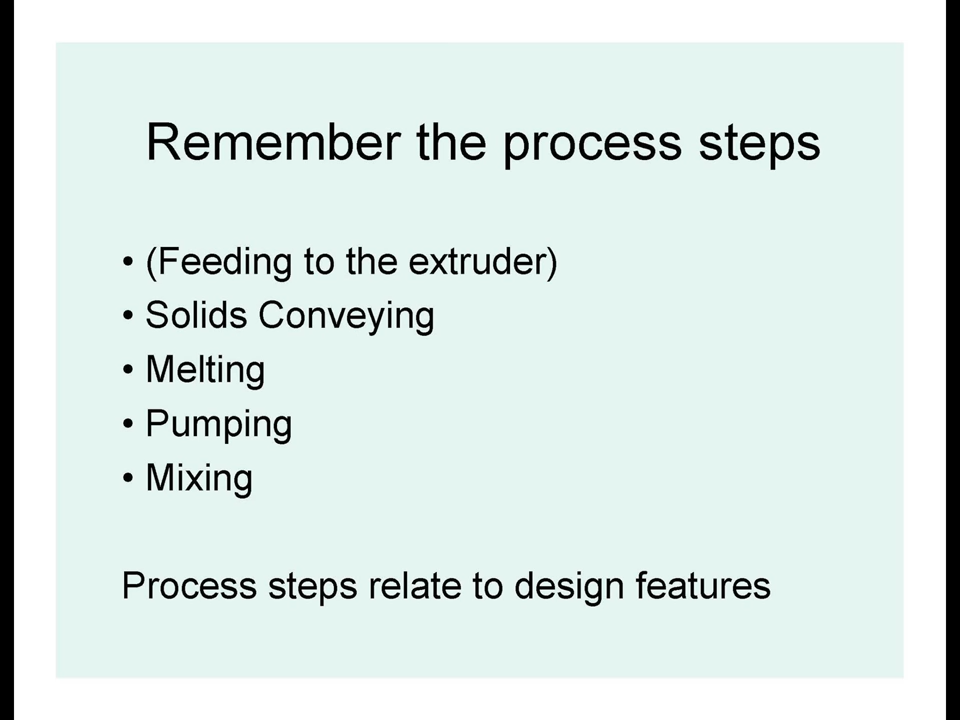 Remember the process steps
• (Feeding to the extruder)
• Solids Conveying
• Melting
• Pumping
• Mixing
Process steps relate to design features